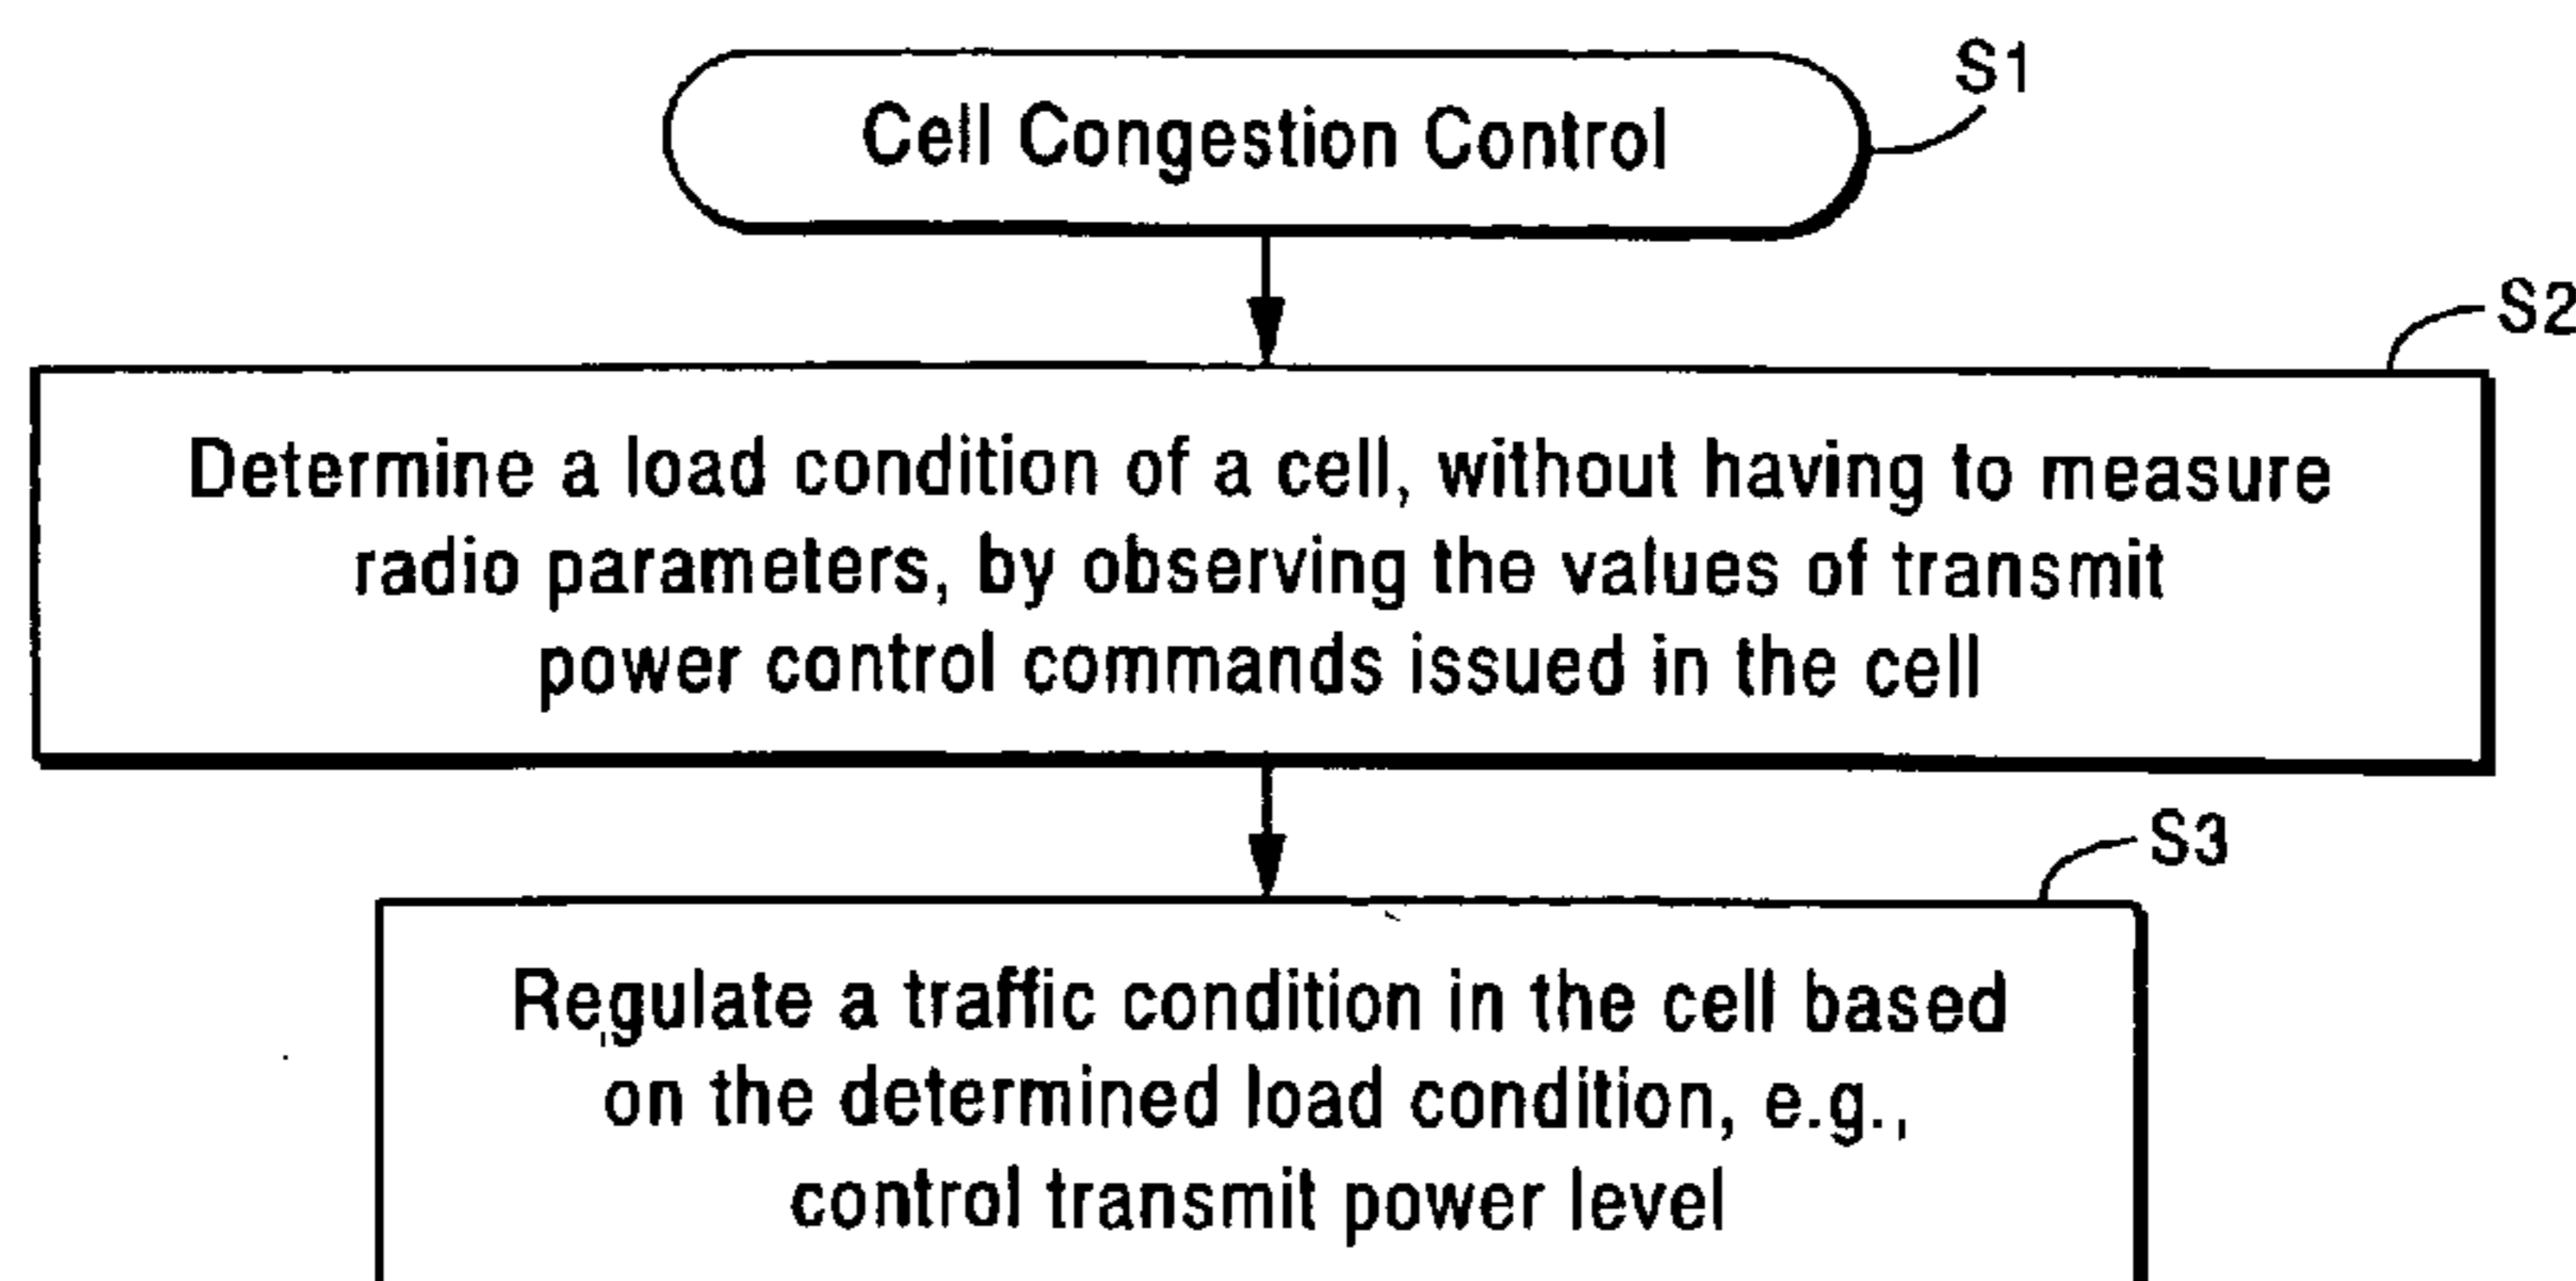 Cell Congestion Control
S1
S2
Determine a load condition of a cell, without having to measure
radio parameters, by observing the values of transmit
power control commands issued in the cell
S3
Regulate a traffic condition in the cell based
on the determined load condition, e.g.,
control transmit power level